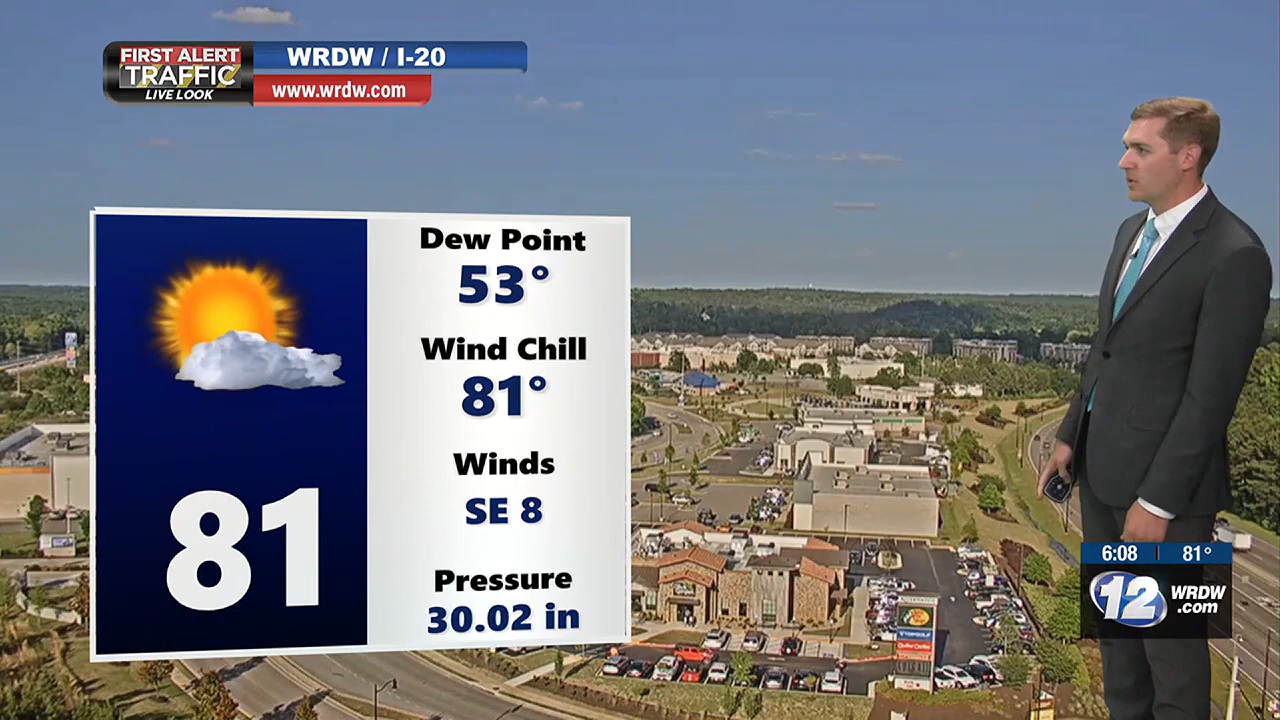 FIRST ALERT
TRAFFIC
LIVE LOOK
WRDW / I-20
www.wrdw.com
81
Dew Point
53°
Wind Chill
81°
Winds
SE 8
Pressure
30.02 in
6:08 81°
12 WRDW
.com